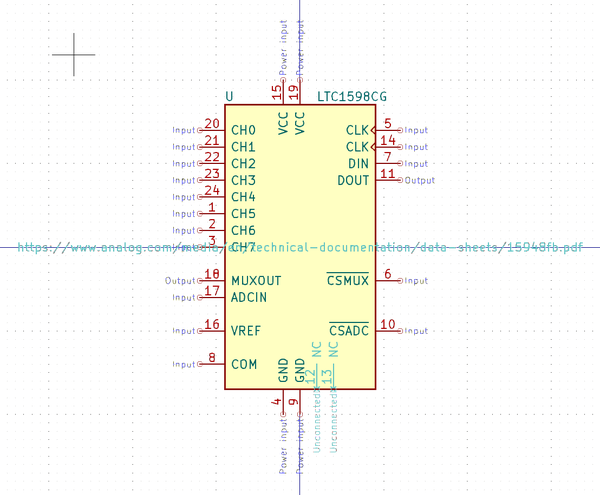 Power input
Power input
15
19
U
LTC1598CG
VCC
VCC
Input 20 CH0
CLK 5 Input
Input 21 CH1
CLK 14 Input
Input 22 CH2
DIN 7 Input
Input 23 CH3
DOUT 11 Output
Input 24 CH4
Input 1 CH5
Input 2 CH6
Input 3 CH7
https://www.analog.com/media/en/technical-documentation/data-sheets/15948fb.pdf
Output 18 MUXOUT
CSMUX 6 Input
Input 17 ADCIN
Input 16 VREF
CSADC 10 Input
Input 8 COM
GND
GND
NC
NC
12
13
4
9
Power input
Power input
Unconnected
Unconnected